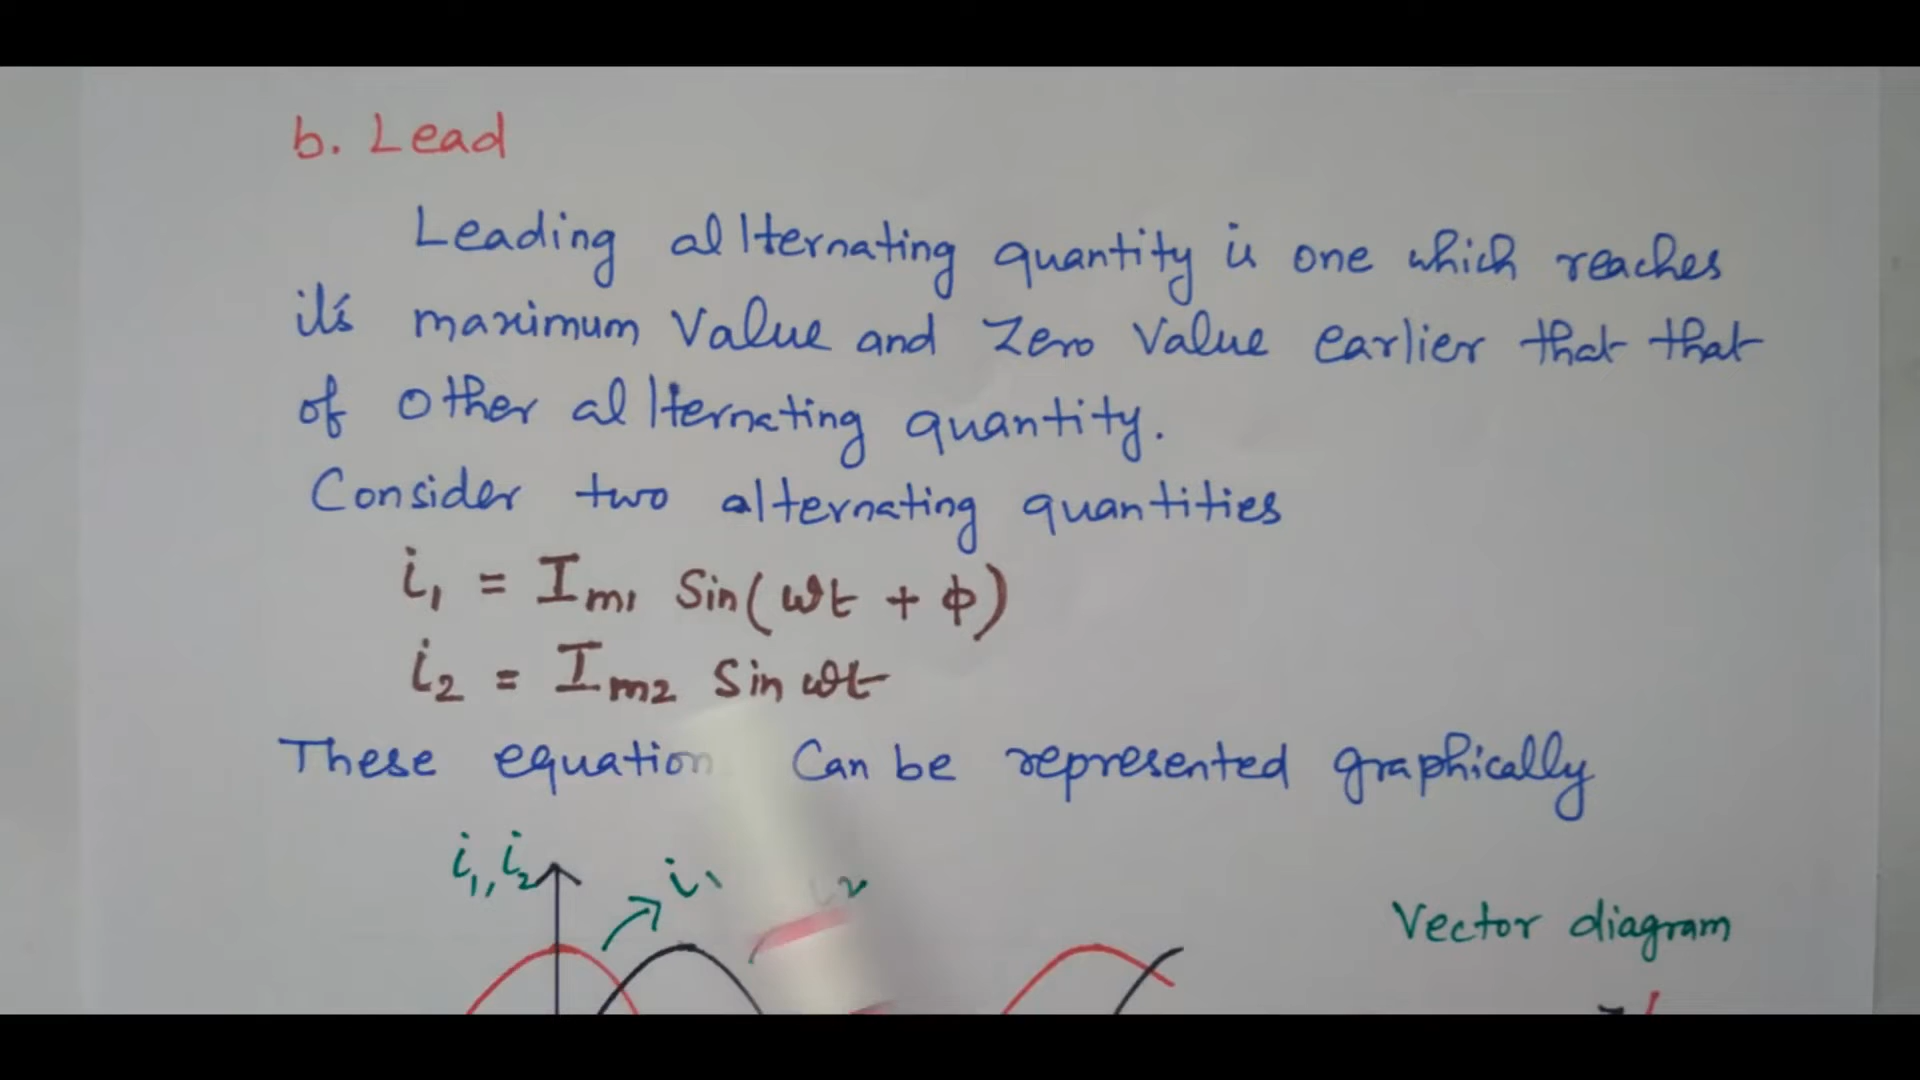 b. Lead
Leading allternating quantity is one which reaches
it's maximum value and zero value earlier that that
of other allternating quantity.
Consider two alternating quantities
i₁ = Im₁ Sin(ωt + φ)
i₂ = Im₂ Sin ωt
These equation Can be represented graphically
i₁, i₂
i₁
i₂
Vector diagram